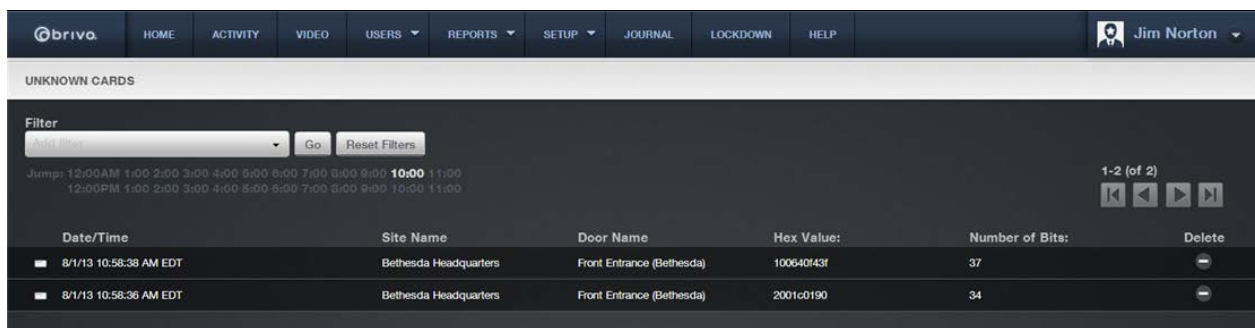 brivo. HOME ACTIVITY VIDEO USERS REPORTS SETUP JOURNAL LOCKDOWN HELP Jim Norton
UNKNOWN CARDS
Filter
Add filter Go Reset Filters
Jump: 12:00AM 1:00 2:00 3:00 4:00 5:00 6:00 7:00 8:00 9:00 10:00 11:00
12:00PM 1:00 2:00 3:00 4:00 5:00 6:00 7:00 8:00 9:00 10:00 11:00
1-2 (of 2)
Date/Time Site Name Door Name Hex Value: Number of Bits: Delete
8/1/13 10:58:38 AM EDT Bethesda Headquarters Front Entrance (Bethesda) 100640f43f 37
8/1/13 10:58:36 AM EDT Bethesda Headquarters Front Entrance (Bethesda) 2001c0190 34